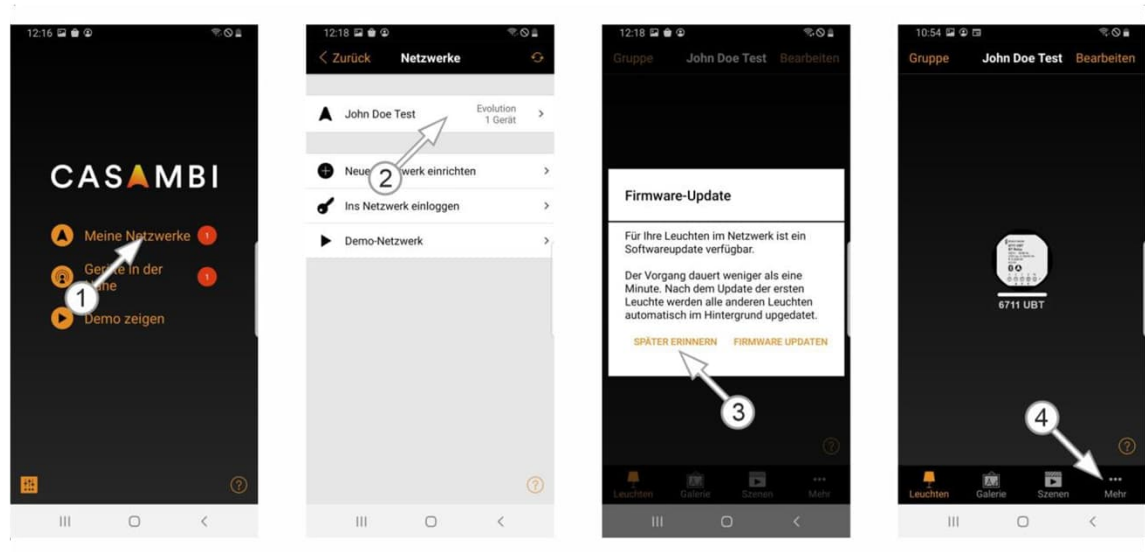 12:16
CASAMBI
Meine Netzwerke 1
Geräte in der 1
1
Demo zeigen
?
12:18
< Zurück Netzwerke
John Doe Test Evolution
1 Gerät
2
Neues Netzwerk einrichten
Ins Netzwerk einloggen
Demo-Netzwerk
?
12:18
Gruppe John Doe Test Bearbeiten
Firmware-Update
Für Ihre Leuchten im Netzwerk ist ein
Softwareupdate verfügbar.
Der Vorgang dauert weniger als eine
Minute. Nach dem Update der ersten
Leuchte werden alle anderen Leuchten
automatisch im Hintergrund upgedatet.
SPÄTER ERINNERN FIRMWARE UPDATEN
3
?
Leuchten Galerie Szenen Mehr
10:54
Gruppe John Doe Test Bearbeiten
6711 UBT
4
?
Leuchten Galerie Szenen Mehr